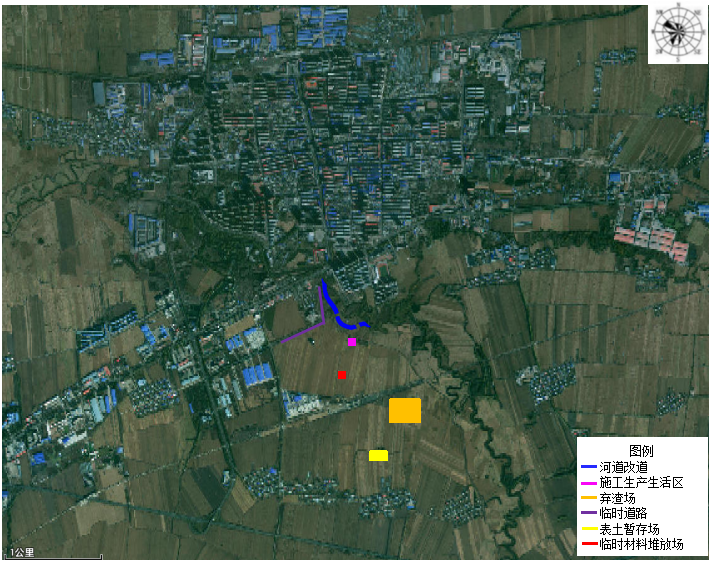 图例
河道改道
施工生产生活区
弃渣场
临时道路
表土暂存场
临时材料堆放场
1公里